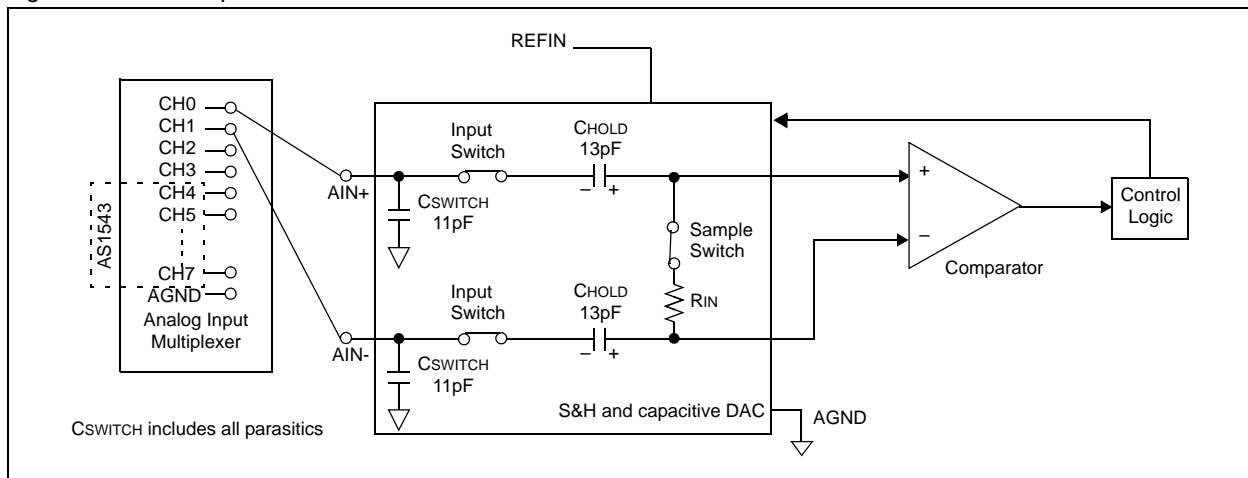 REFIN
CH0
CH1
CH2
CH3
CH4
CH5
CH7
AGND
AS1543
Analog Input
Multiplexer
AIN+
AIN-
Input
Switch
CHOLD
13pF
– +
CSWITCH
11pF
Sample
Switch
RIN
Input
Switch
CHOLD
13pF
– +
CSWITCH
11pF
S&H and capacitive DAC
AGND
+
–
Comparator
Control
Logic
CSWITCH includes all parasitics